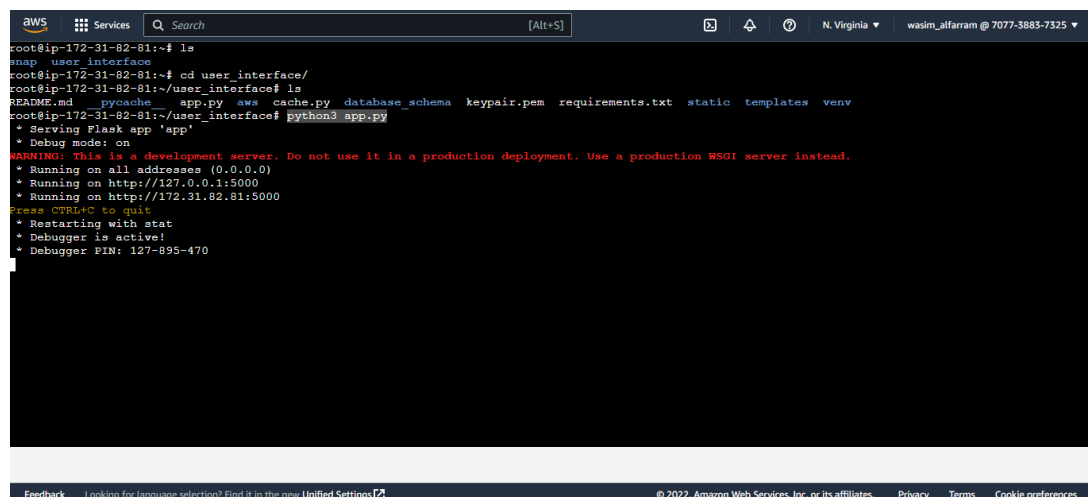 aws Services Search [Alt+S] N. Virginia ▼ wasim_alfarram @ 7077-3883-7325 ▼
root@ip-172-31-82-81:~# ls
snap user_interface
root@ip-172-31-82-81:~# cd user_interface/
root@ip-172-31-82-81:~/user_interface# ls
README.md __pycache__ app.py aws cache.py database_schema keypair.pem requirements.txt static templates venv
root@ip-172-31-82-81:~/user_interface# python3 app.py
* Serving Flask app 'app'
* Debug mode: on
WARNING: This is a development server. Do not use it in a production deployment. Use a production WSGI server instead.
* Running on all addresses (0.0.0.0)
* Running on http://127.0.0.1:5000
* Running on http://172.31.82.81:5000
Press CTRL+C to quit
* Restarting with stat
* Debugger is active!
* Debugger PIN: 127-895-470
Feedback Looking for language selection? Find it in the new Unified Settings © 2022, Amazon Web Services, Inc. or its affiliates. Privacy Terms Cookie preferences